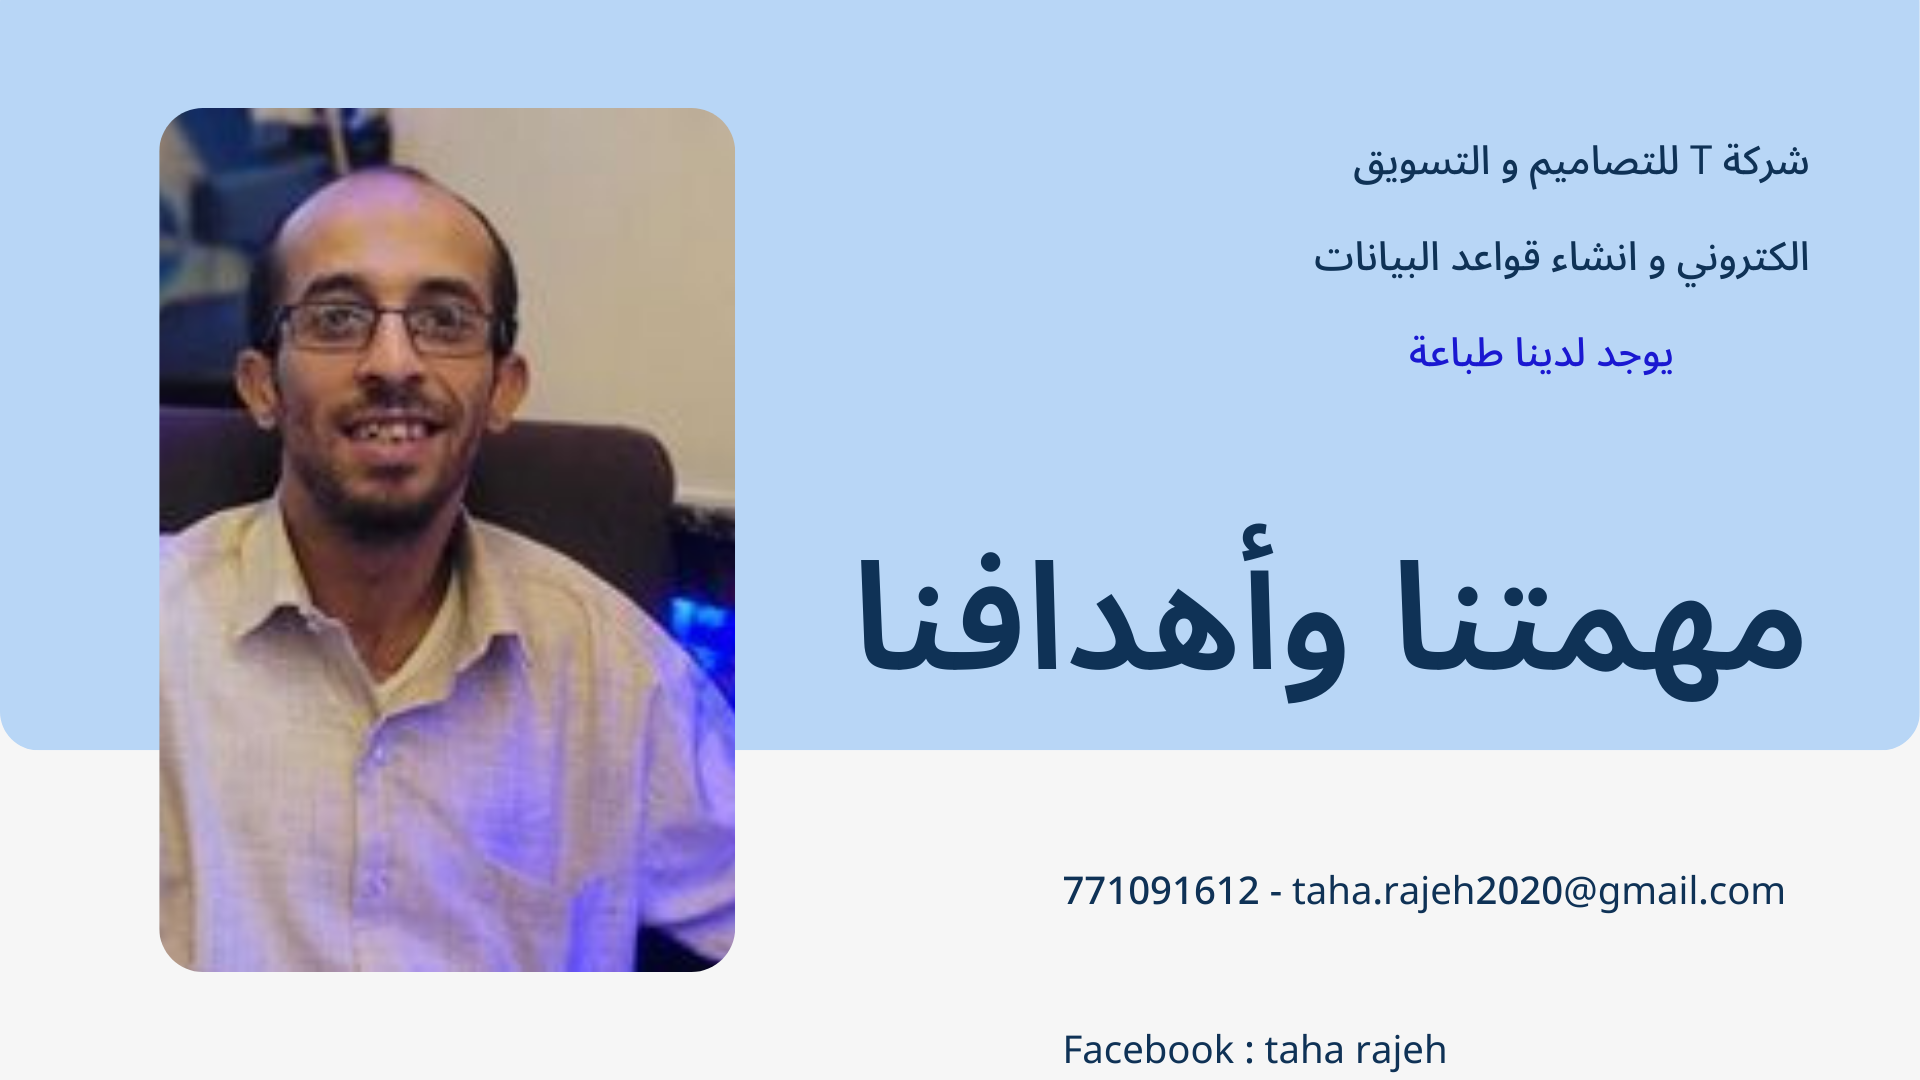 شركة T للتصاميم و التسويق
الكتروني و انشاء قواعد البيانات
يوجد لدينا طباعة
مهمتنا وأهدافنا
771091612 - taha.rajeh2020@gmail.com
Facebook : taha rajeh